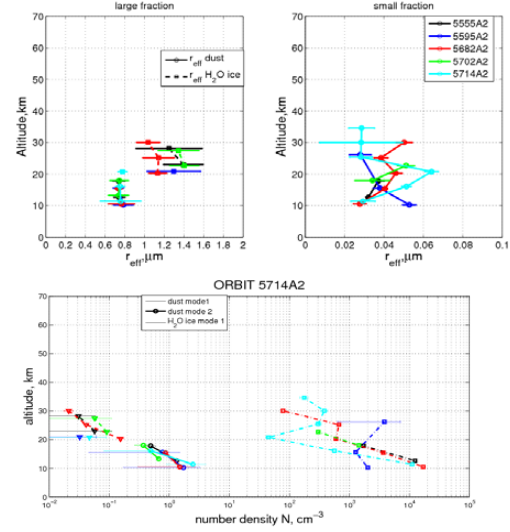 large fraction
small fraction
70
60
50
40
30
20
10
0
Altitude,km
r_eff dust
r_eff H_2O ice
0 0.2 0.4 0.6 0.8 1 1.2 1.4 1.6 1.8 2
r_eff,μm
70
60
50
40
30
20
10
0
Altitude,km
5555A2
5595A2
5682A2
5702A2
5714A2
0 0.02 0.04 0.06 0.08 0.1
r_eff,μm
ORBIT 5714A2
70
60
50
40
30
20
10
0
altitude, km
dust mode1
dust mode 2
H_2O ice mode 1
10^-2 10^-1 10^0 10^1 10^2 10^3 10^4 10^5
number density N, cm^-3